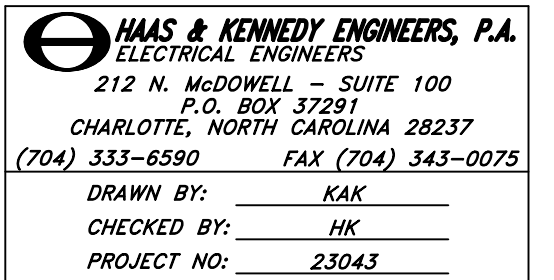 HAAS & KENNEDY ENGINEERS, P.A.
ELECTRICAL ENGINEERS
212 N. McDOWELL – SUITE 100
P.O. BOX 37291
CHARLOTTE, NORTH CAROLINA 28237
(704) 333–6590 FAX (704) 343–0075
DRAWN BY: KAK
CHECKED BY: HK
PROJECT NO: 23043